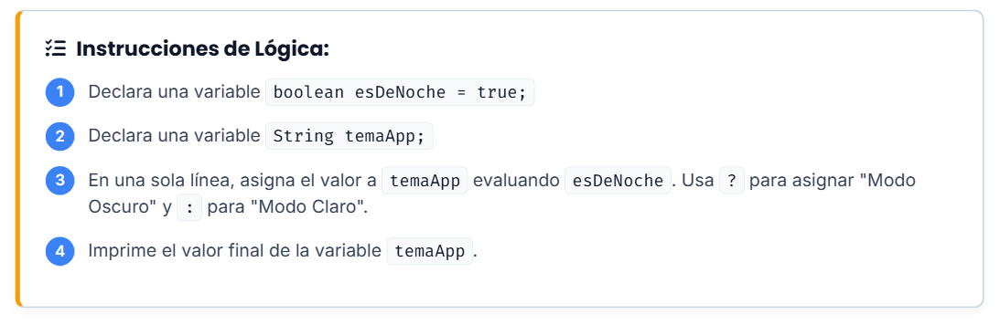 Instrucciones de Lógica:
1 Declara una variable boolean esDeNoche = true;
2 Declara una variable String temaApp;
3 En una sola línea, asigna el valor a temaApp evaluando esDeNoche. Usa ? para asignar "Modo
Oscuro" y : para "Modo Claro".
4 Imprime el valor final de la variable temaApp.